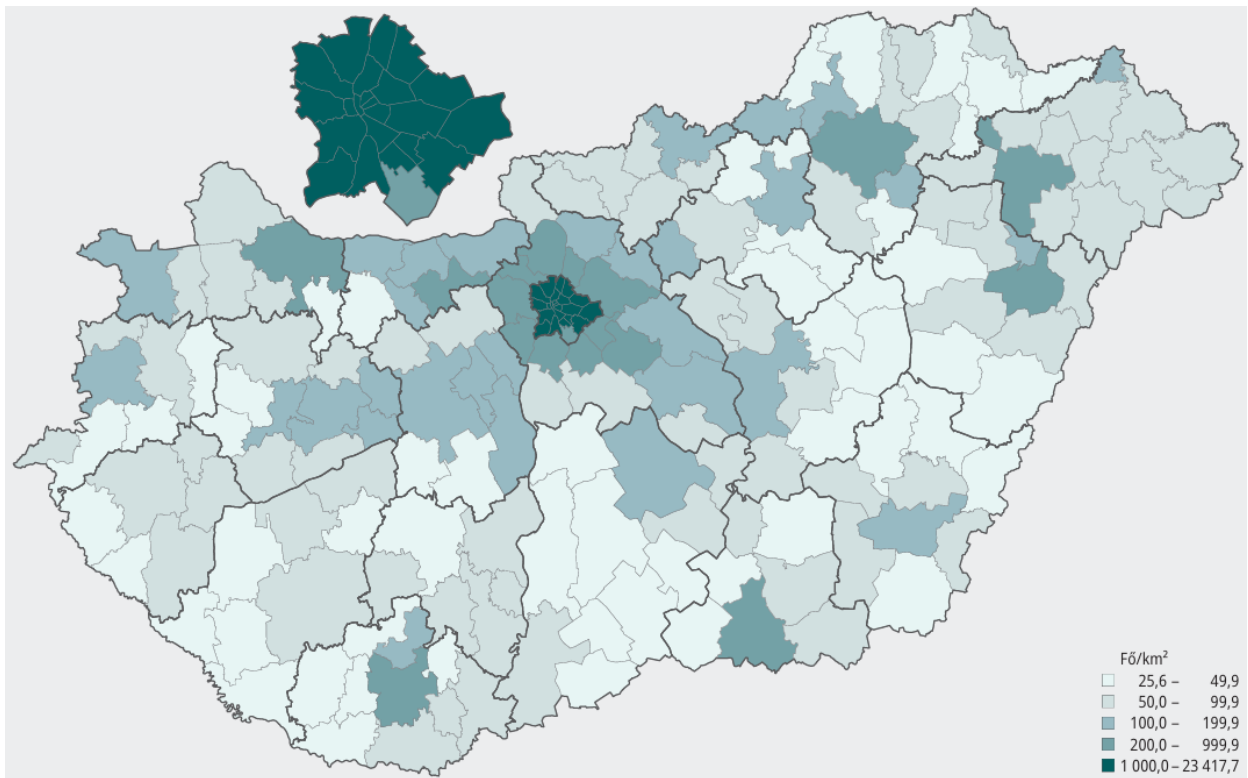 Fő/km²
25,6 – 49,9
50,0 – 99,9
100,0 – 199,9
200,0 – 999,9
1 000,0 – 23 417,7